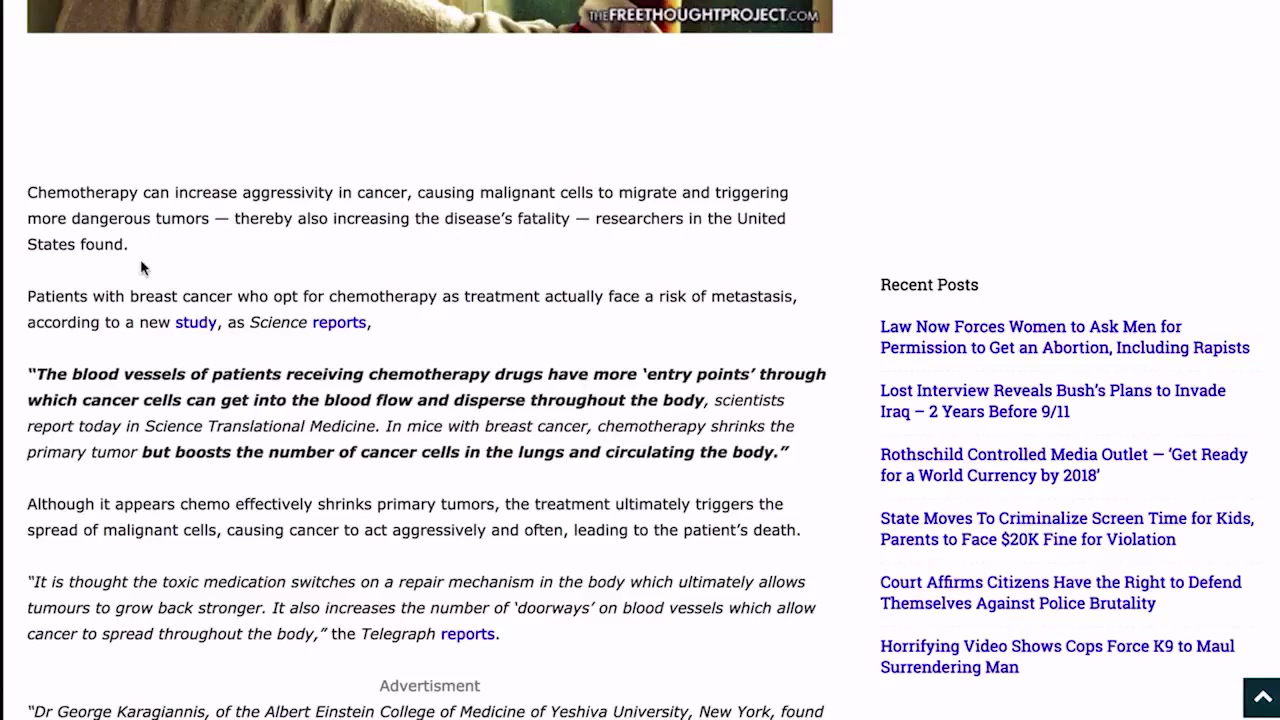 THEFREETHOUGHTPROJECT.COM
Chemotherapy can increase aggressivity in cancer, causing malignant cells to migrate and triggering
more dangerous tumors — thereby also increasing the disease’s fatality — researchers in the United
States found.
Patients with breast cancer who opt for chemotherapy as treatment actually face a risk of metastasis,
according to a new study, as Science reports,
“The blood vessels of patients receiving chemotherapy drugs have more ‘entry points’ through
which cancer cells can get into the blood flow and disperse throughout the body, scientists
report today in Science Translational Medicine. In mice with breast cancer, chemotherapy shrinks the
primary tumor but boosts the number of cancer cells in the lungs and circulating the body.”
Although it appears chemo effectively shrinks primary tumors, the treatment ultimately triggers the
spread of malignant cells, causing cancer to act aggressively and often, leading to the patient’s death.
“It is thought the toxic medication switches on a repair mechanism in the body which ultimately allows
tumours to grow back stronger. It also increases the number of ‘doorways’ on blood vessels which allow
cancer to spread throughout the body,” the Telegraph reports.
Advertisment
“Dr George Karagiannis, of the Albert Einstein College of Medicine of Yeshiva University, New York, found
Recent Posts
Law Now Forces Women to Ask Men for
Permission to Get an Abortion, Including Rapists
Lost Interview Reveals Bush’s Plans to Invade
Iraq – 2 Years Before 9/11
Rothschild Controlled Media Outlet — ‘Get Ready
for a World Currency by 2018’
State Moves To Criminalize Screen Time for Kids,
Parents to Face $20K Fine for Violation
Court Affirms Citizens Have the Right to Defend
Themselves Against Police Brutality
Horrifying Video Shows Cops Force K9 to Maul
Surrendering Man